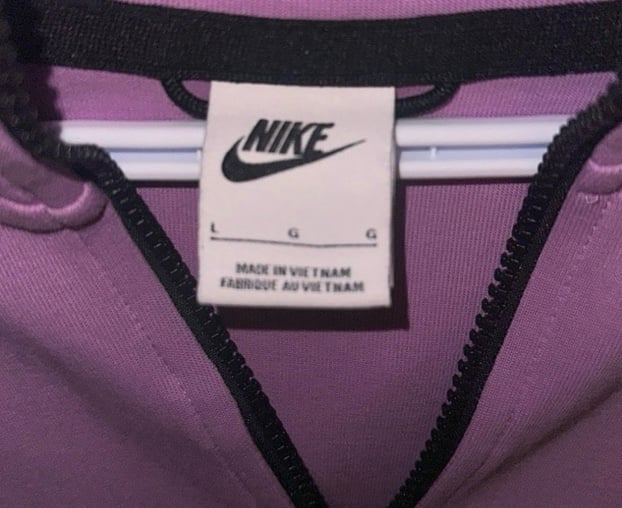 NIKE
L G G
MADE IN VIETNAM
FABRIQUE AU VIETNAM